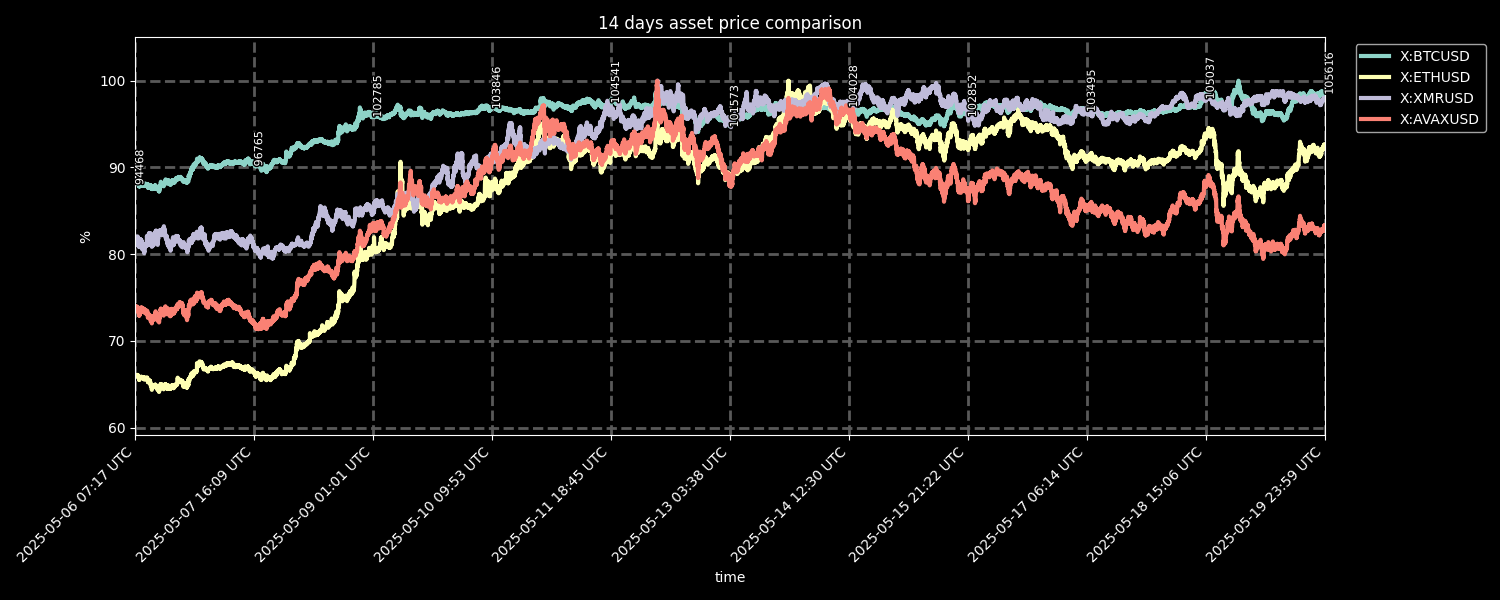 14 days asset price comparison
X:BTCUSD
X:ETHUSD
X:XMRUSD
X:AVAXUSD
%
100
90
80
70
60
94468
96765
102785
103846
104541
101573
104028
102852
103495
105037
105616
2025-05-06 07:17 UTC
2025-05-07 16:09 UTC
2025-05-09 01:01 UTC
2025-05-10 09:53 UTC
2025-05-11 18:45 UTC
2025-05-13 03:38 UTC
2025-05-14 12:30 UTC
2025-05-15 21:22 UTC
2025-05-17 06:14 UTC
2025-05-18 15:06 UTC
2025-05-19 23:59 UTC
time